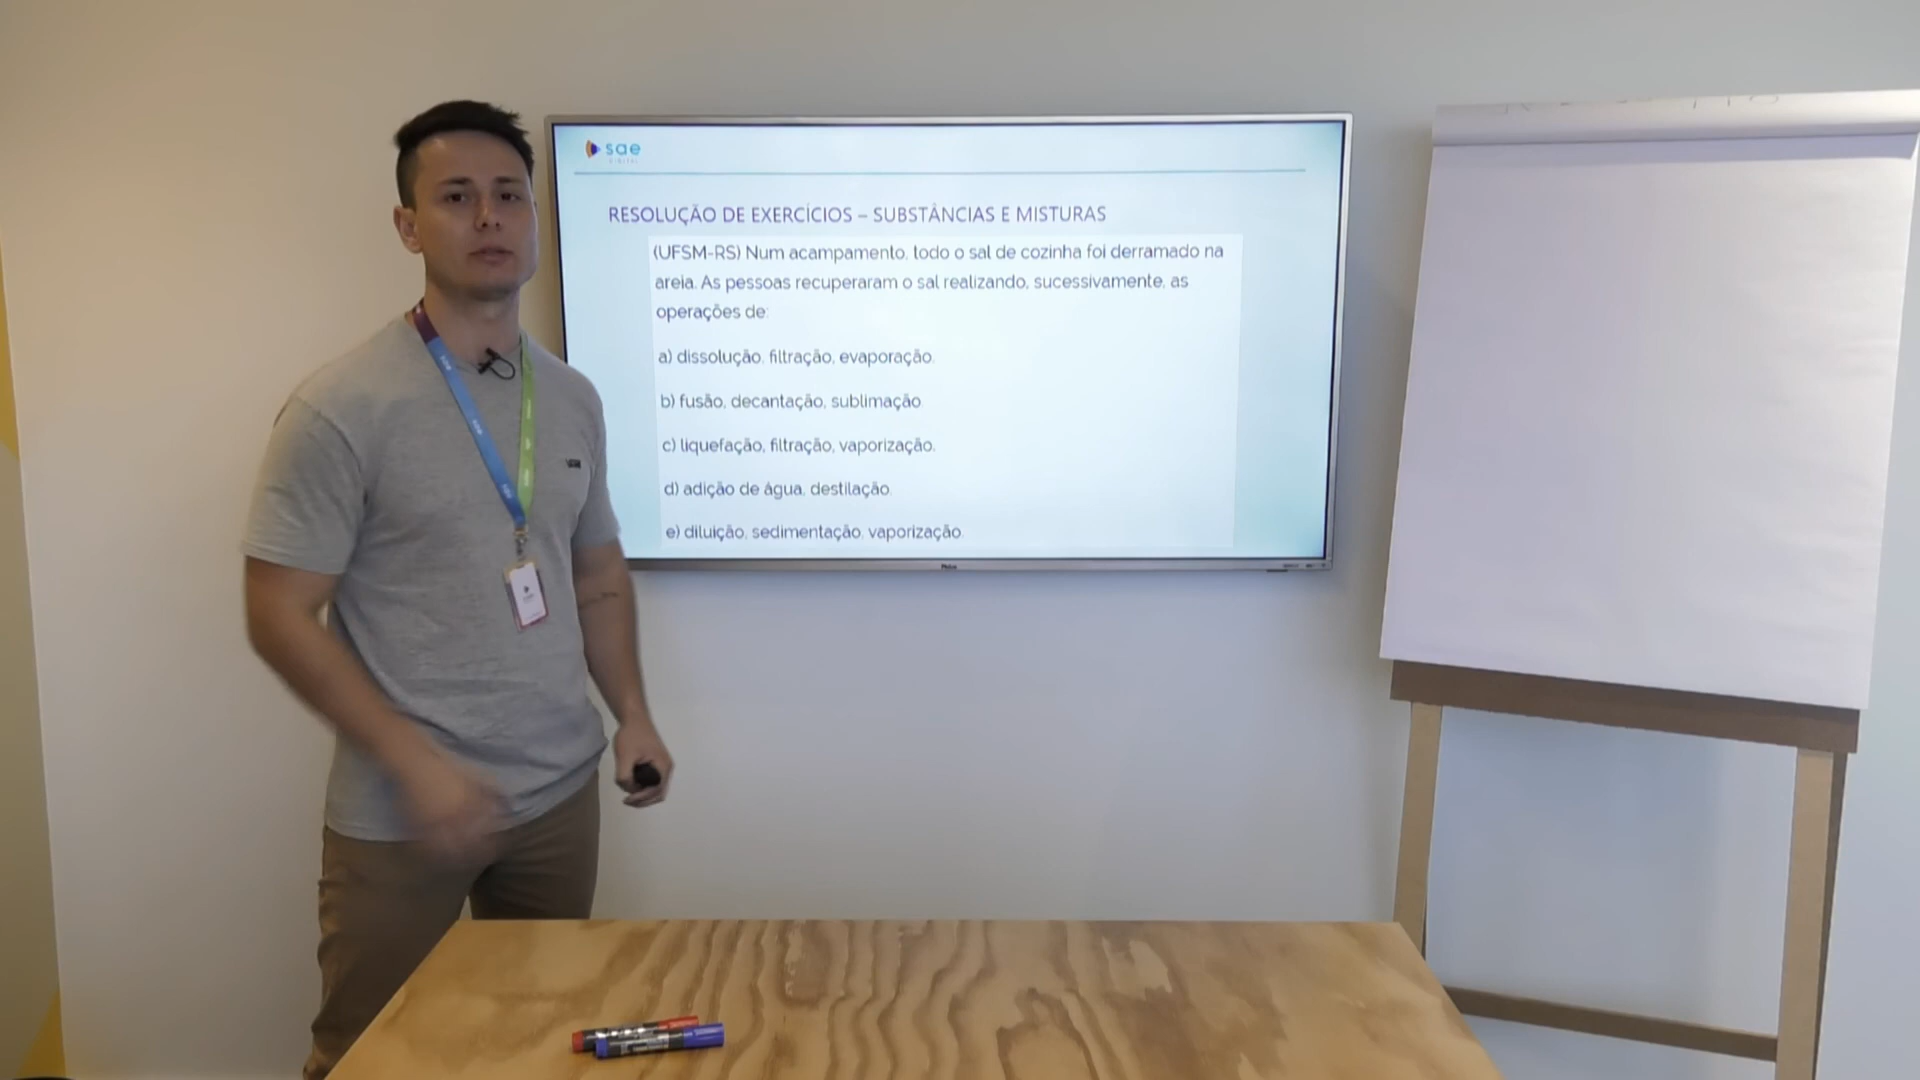 sae
DIGITAL
RESOLUÇÃO DE EXERCÍCIOS – SUBSTÂNCIAS E MISTURAS
(UFSM-RS) Num acampamento, todo o sal de cozinha foi derramado na
areia. As pessoas recuperaram o sal realizando, sucessivamente, as
operações de:
a) dissolução, filtração, evaporação.
b) fusão, decantação, sublimação.
c) liquefação, filtração, vaporização.
d) adição de água, destilação.
e) diluição, sedimentação, vaporização.
Philco